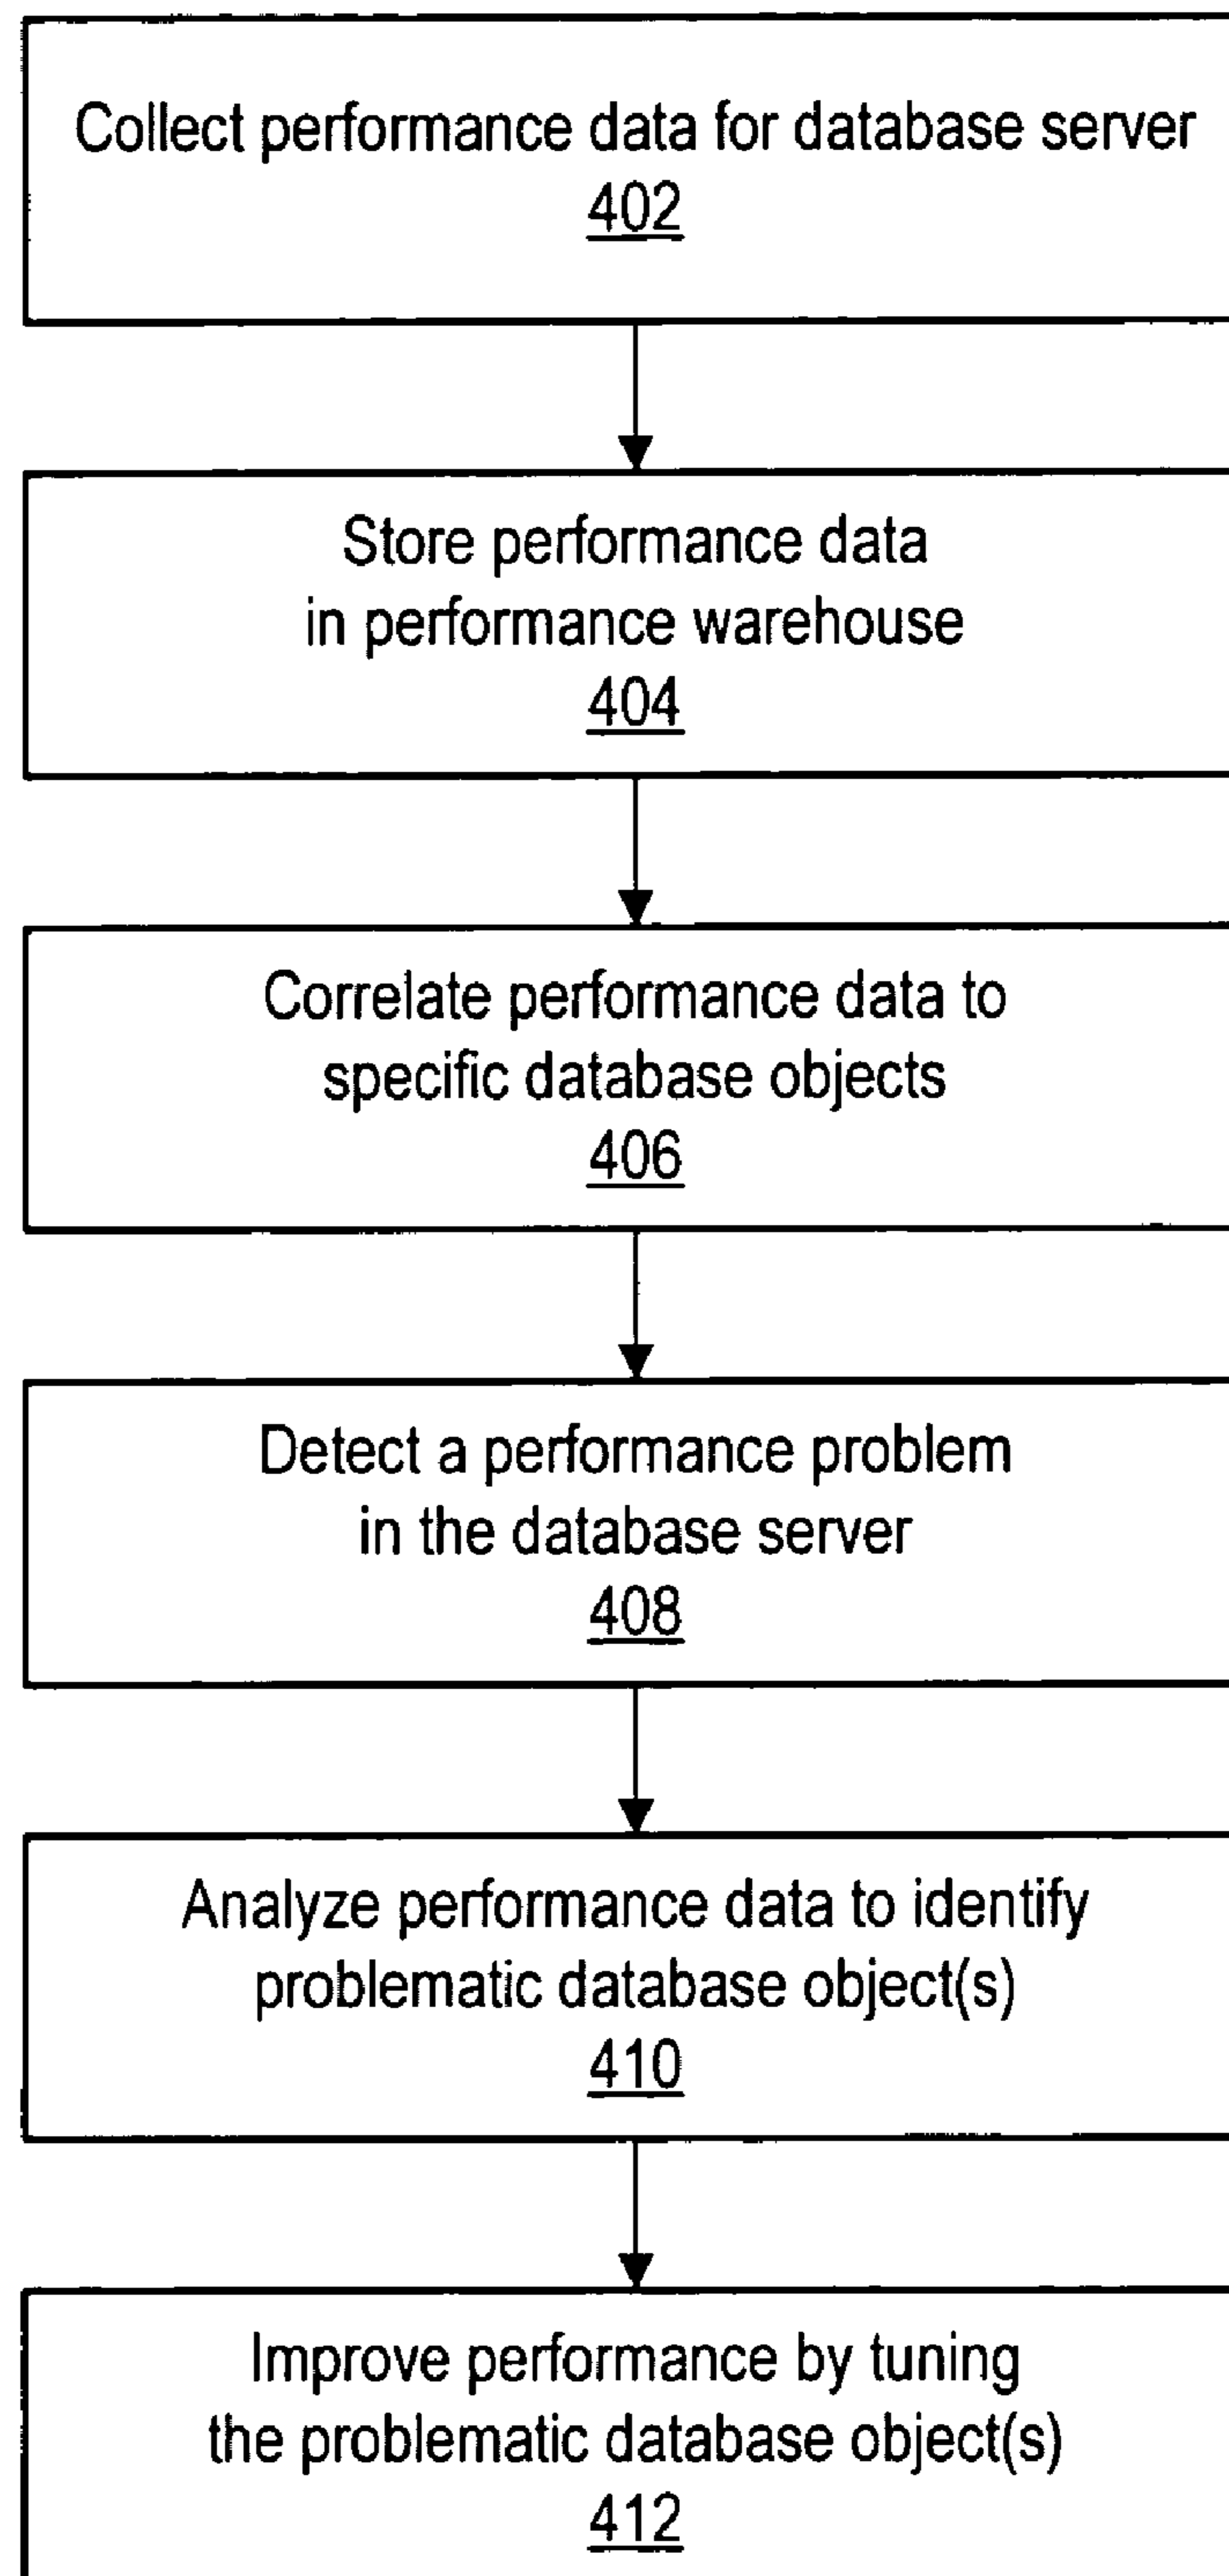 Collect performance data for database server
402
Store performance data
in performance warehouse
404
Correlate performance data to
specific database objects
406
Detect a performance problem
in the database server
408
Analyze performance data to identify
problematic database object(s)
410
Improve performance by tuning
the problematic database object(s)
412